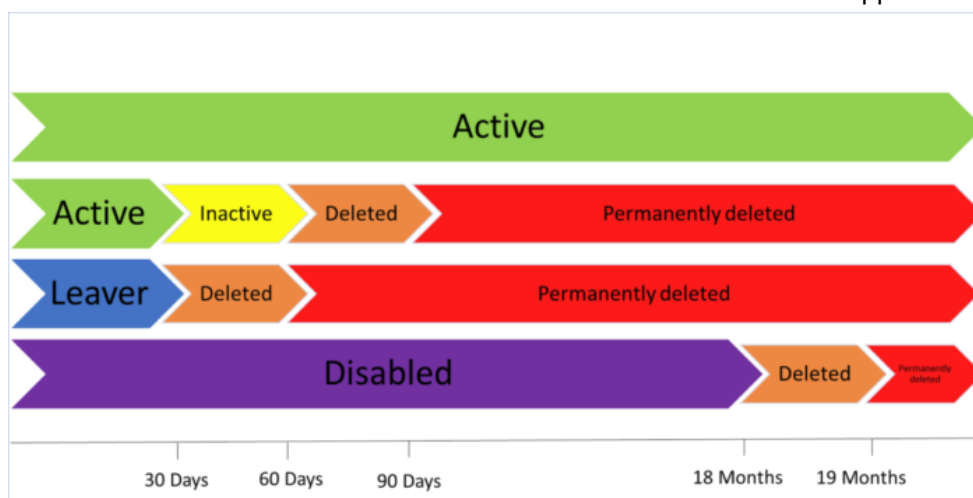 Active
Active Inactive Deleted Permanently deleted
Leaver Deleted Permanently deleted
Disabled Deleted Permanently
deleted
30 Days 60 Days 90 Days 18 Months 19 Months